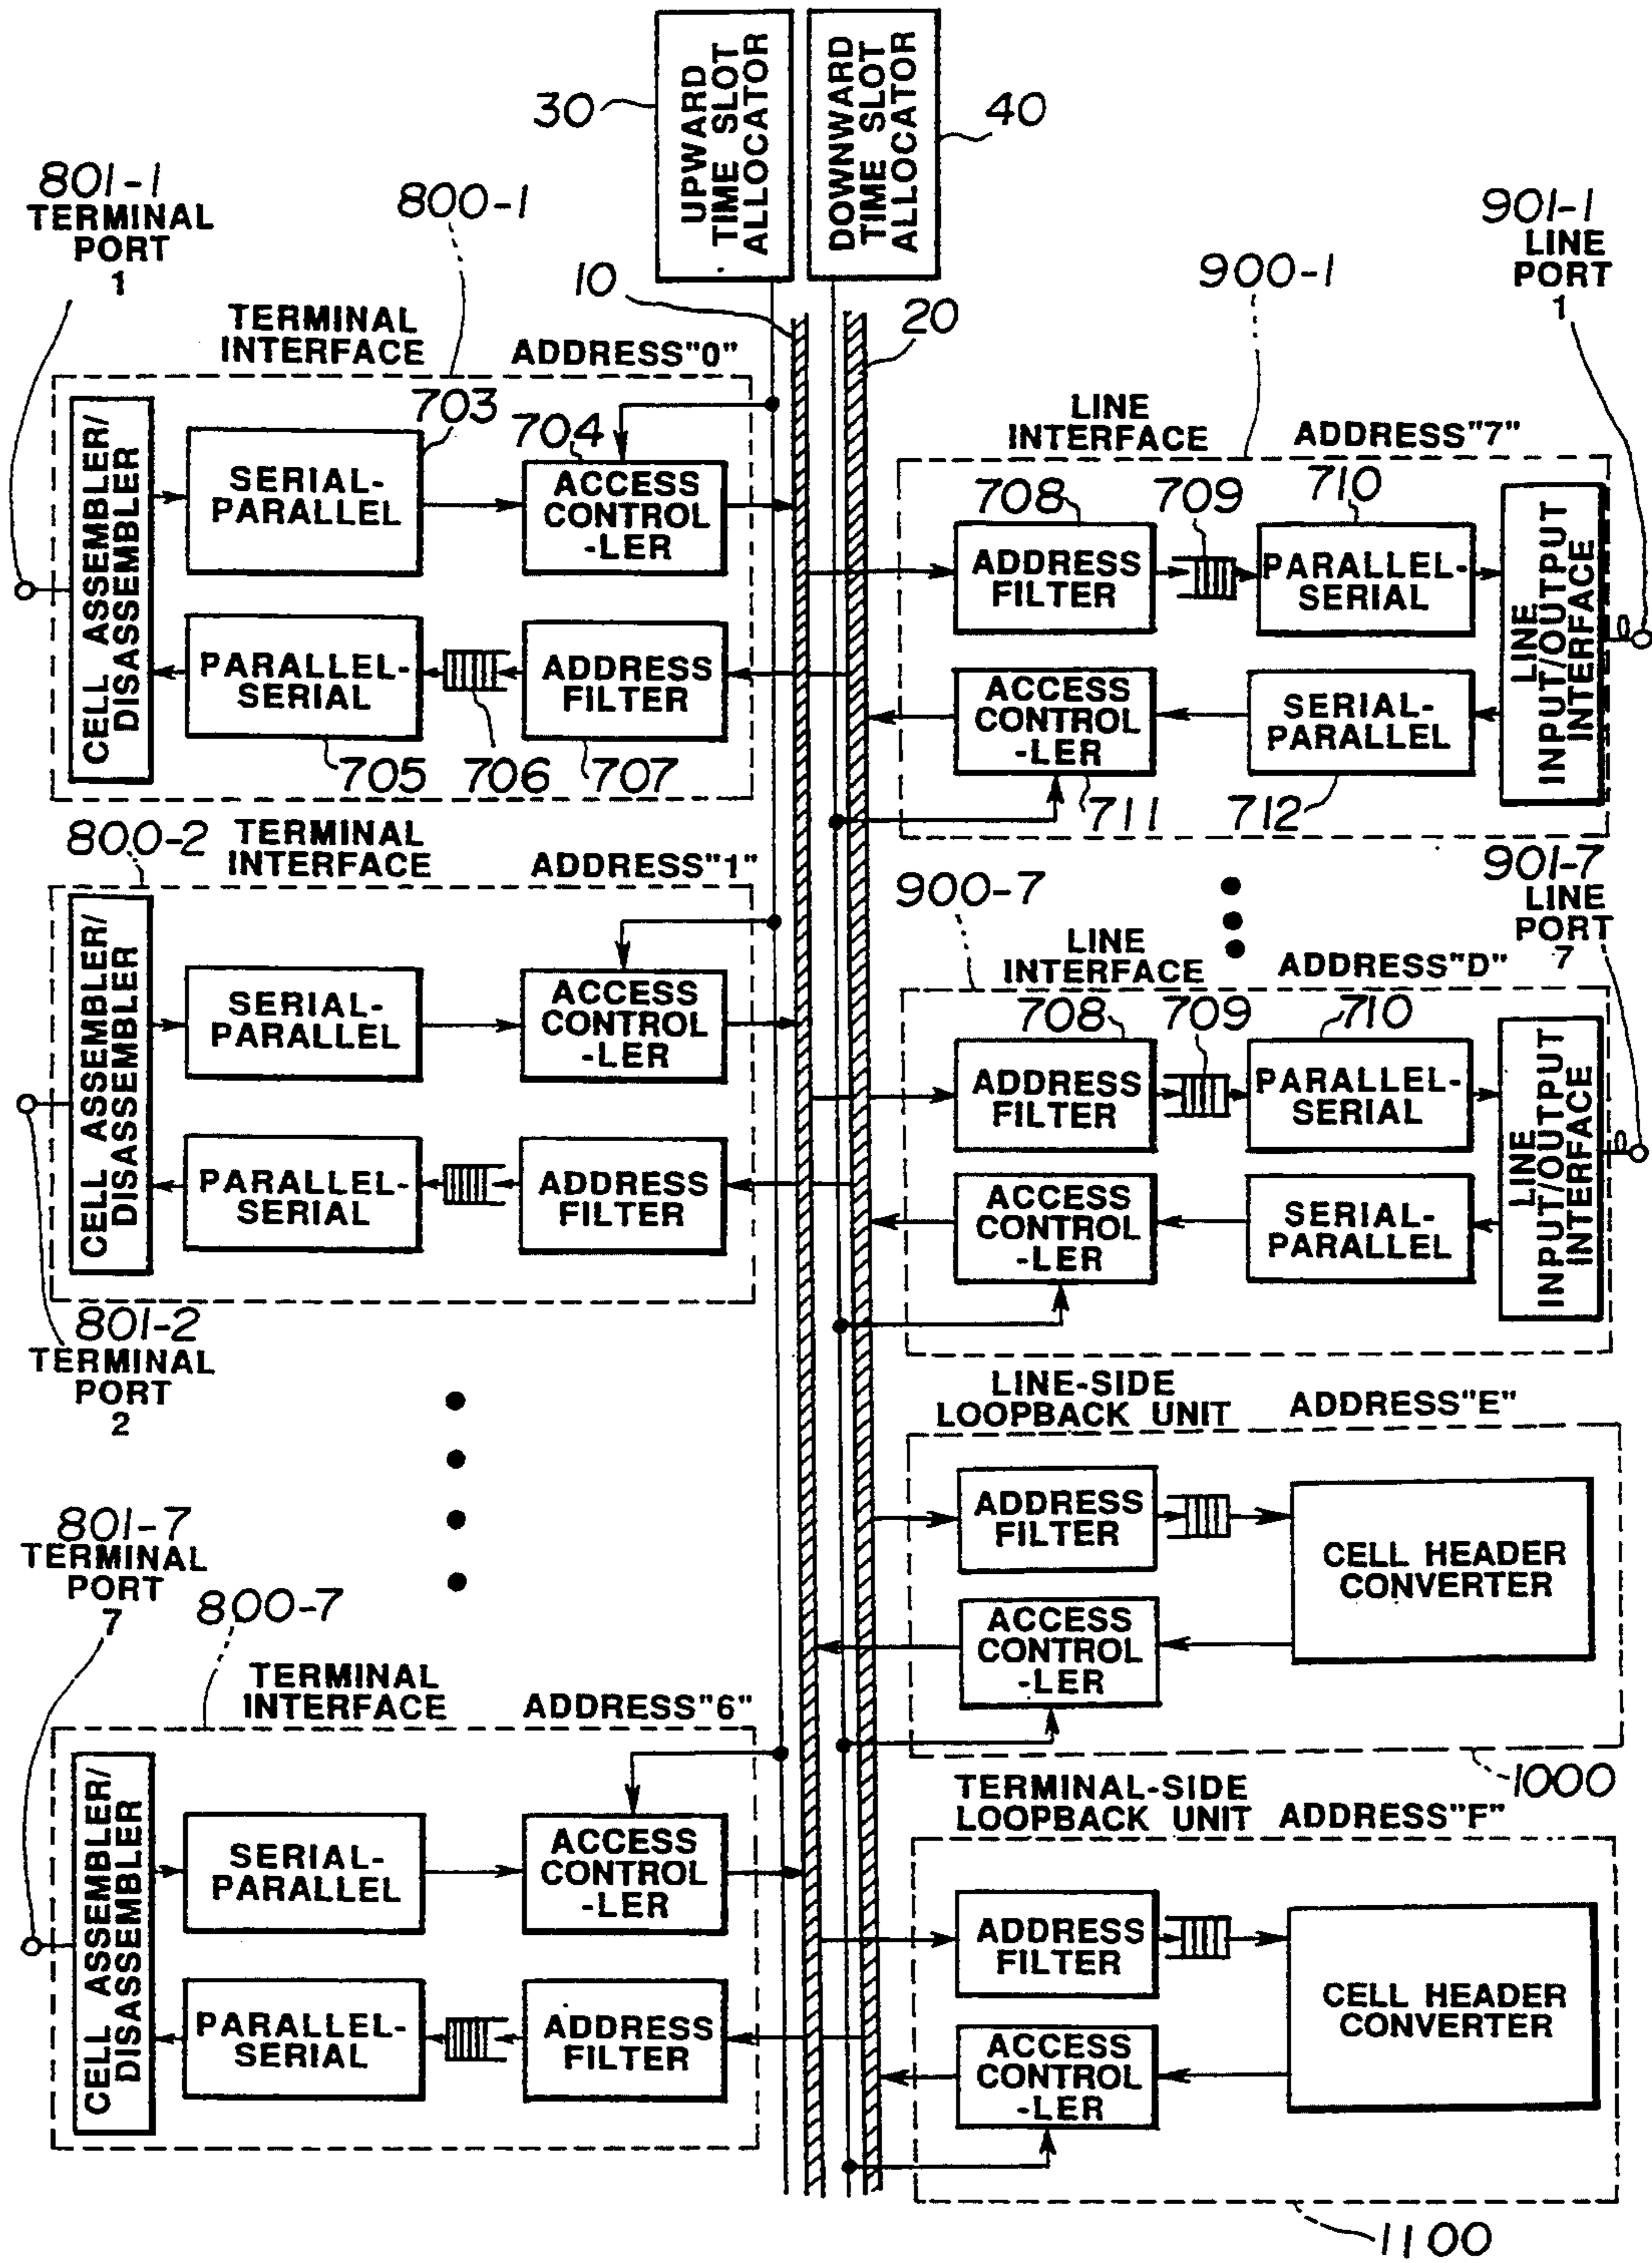 UPWARD
TIME SLOT
ALLOCATOR
DOWNWARD
TIME SLOT
ALLOCATOR
30
40
801-1
TERMINAL
PORT
1
800-1
10
20
900-1
901-1
LINE
PORT
1
TERMINAL
INTERFACE
ADDRESS"0"
CELL ASSEMBLER/
DISASSEMBLER
703
SERIAL-
PARALLEL
704
ACCESS
CONTROL
-LER
PARALLEL-
SERIAL
ADDRESS
FILTER
705
706
707
LINE
INTERFACE
ADDRESS"7"
708
709
710
ADDRESS
FILTER
PARALLEL-
SERIAL
LINE
INPUT/OUTPUT
INTERFACE
ACCESS
CONTROL
-LER
SERIAL-
PARALLEL
711
712
800-2
TERMINAL
INTERFACE
ADDRESS"1"
CELL ASSEMBLER/
DISASSEMBLER
SERIAL-
PARALLEL
ACCESS
CONTROL
-LER
PARALLEL-
SERIAL
ADDRESS
FILTER
801-2
TERMINAL
PORT
2
900-7
901-7
LINE
PORT
7
LINE
INTERFACE
ADDRESS"D"
708
709
710
ADDRESS
FILTER
PARALLEL-
SERIAL
LINE
INPUT/OUTPUT
INTERFACE
ACCESS
CONTROL
-LER
SERIAL-
PARALLEL
LINE-SIDE
LOOPBACK UNIT
ADDRESS"E"
ADDRESS
FILTER
CELL HEADER
CONVERTER
ACCESS
CONTROL
-LER
1000
801-7
TERMINAL
PORT
7
800-7
TERMINAL
INTERFACE
ADDRESS"6"
CELL ASSEMBLER/
DISASSEMBLER
SERIAL-
PARALLEL
ACCESS
CONTROL
-LER
PARALLEL-
SERIAL
ADDRESS
FILTER
TERMINAL-SIDE
LOOPBACK UNIT
ADDRESS"F"
ADDRESS
FILTER
CELL HEADER
CONVERTER
ACCESS
CONTROL
-LER
1100